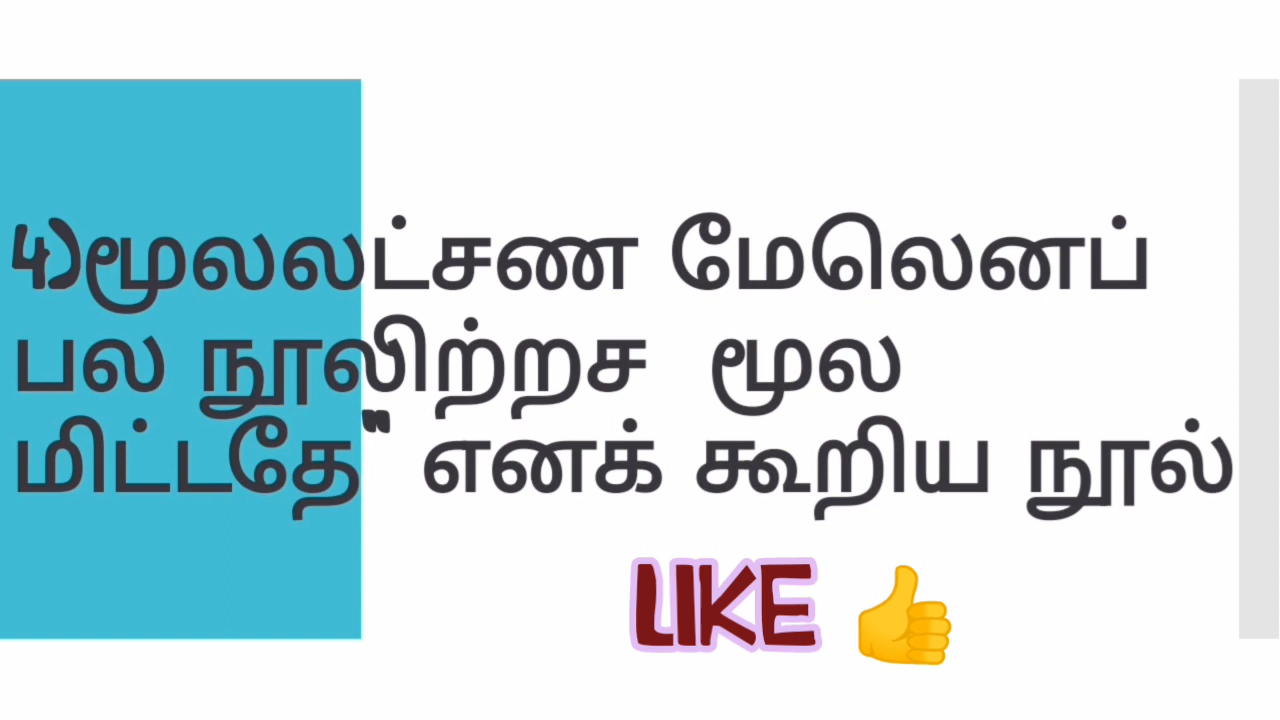 4)மூலலட்சண மேலெனப்
பல நூலிற்றச மூல
மிட்டதே" எனக் கூறிய நூல்
LIKE 👍